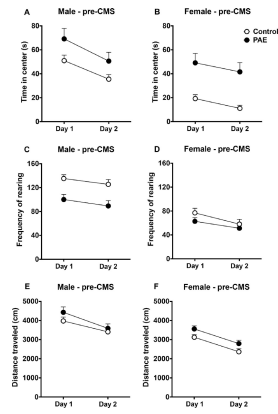 A Male - pre-CMS
Time in center (s)
100
80
60
40
20
0
Day 1 Day 2
B Female - pre-CMS
Control
PAE
Time in center (s)
100
80
60
40
20
0
Day 1 Day 2
C Male - pre-CMS
Frequency of rearing
160
120
80
40
0
Day 1 Day 2
D Female - pre-CMS
Frequency of rearing
160
120
80
40
0
Day 1 Day 2
E Male - pre-CMS
Distance traveled (cm)
5000
4000
3000
2000
1000
0
Day 1 Day 2
F Female - pre-CMS
Distance traveled (cm)
5000
4000
3000
2000
1000
0
Day 1 Day 2